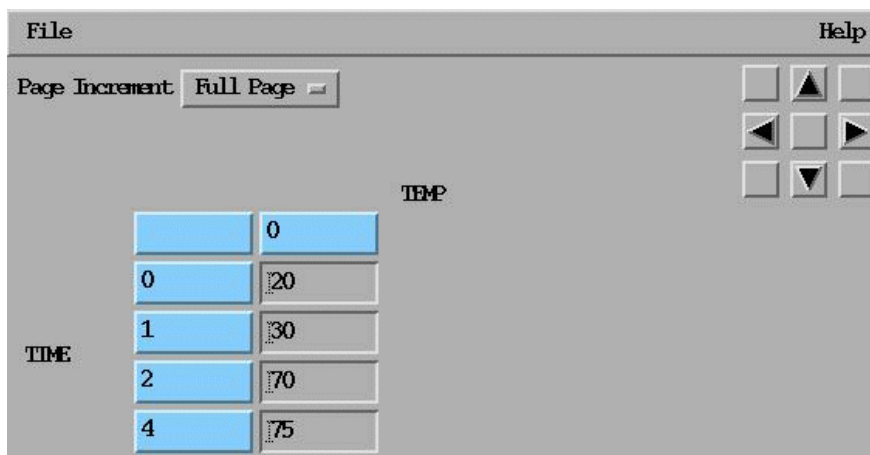 File Help
Page Increment Full Page
TEMP
0
0 20
1 30
TIME
2 70
4 75